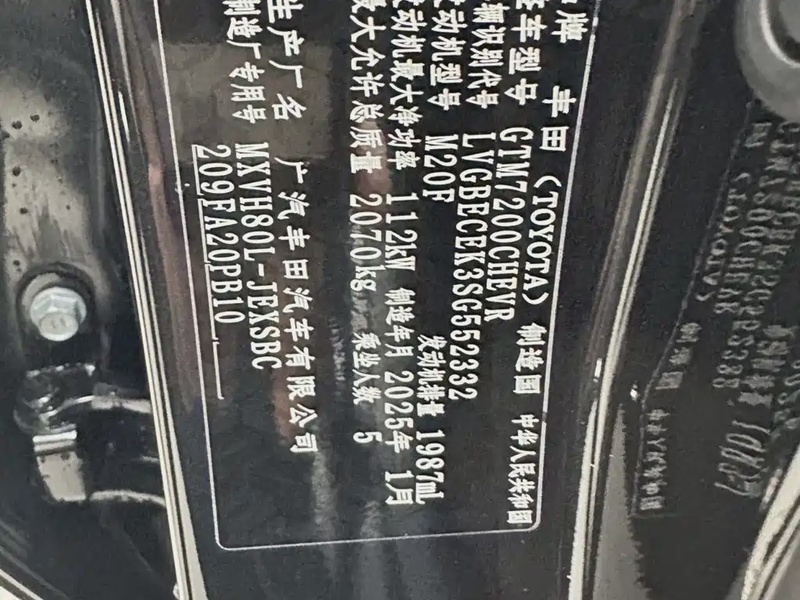 牌 丰田(TOYOTA) 制造国 中华人民共和国
车型号 GTM7200CHEVR
辆识别代号 LVGBECEK3SG552332
发动机型号 M20F 发动机排量 1987mL
发动机最大净功率 112kW 制造年月 2025年 1月
最大允许总质量 2070kg 乘坐人数 5
生产厂名 广汽丰田汽车有限公司
制造厂专用号 MXVH80L-JEXSBC
209FA20PB10